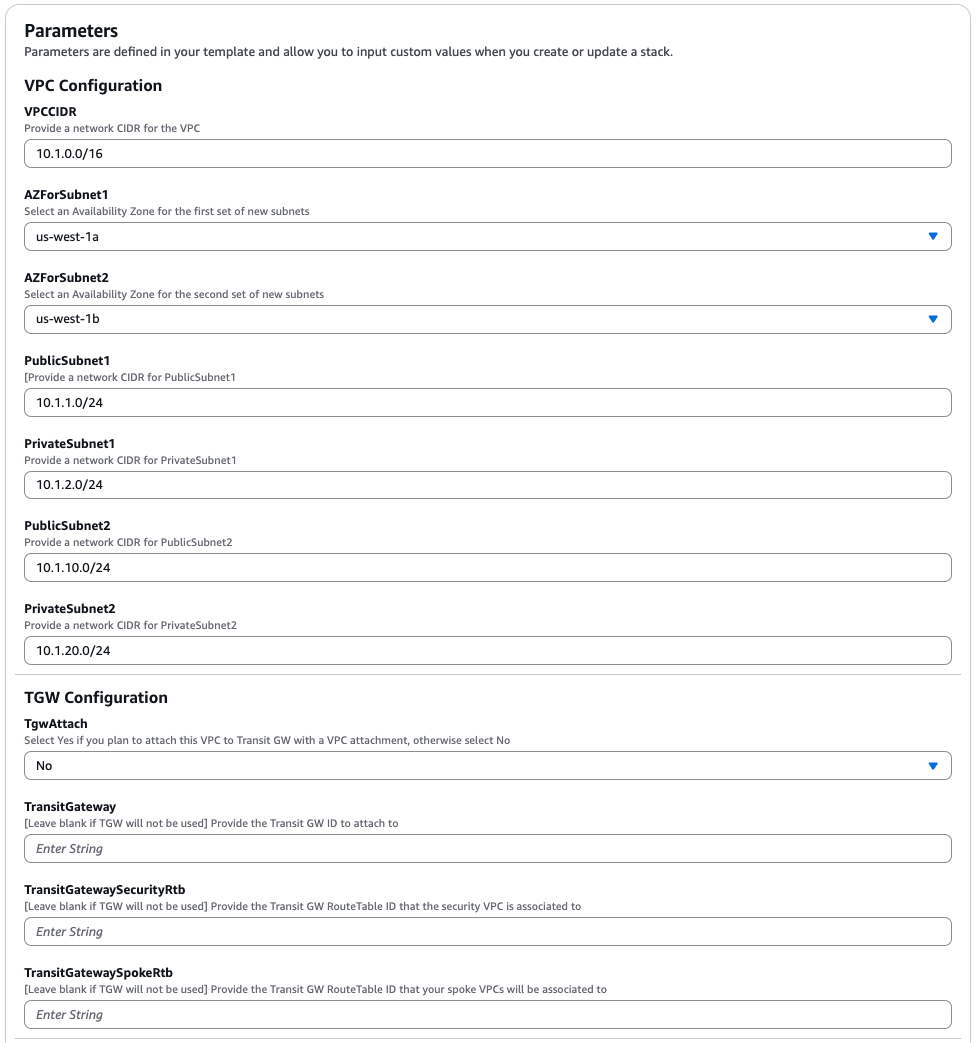 Parameters
Parameters are defined in your template and allow you to input custom values when you create or update a stack.
VPC Configuration
VPCCIDR
Provide a network CIDR for the VPC
10.1.0.0/16
AZForSubnet1
Select an Availability Zone for the first set of new subnets
us-west-1a
AZForSubnet2
Select an Availability Zone for the second set of new subnets
us-west-1b
PublicSubnet1
[Provide a network CIDR for PublicSubnet1
10.1.1.0/24
PrivateSubnet1
Provide a network CIDR for PrivateSubnet1
10.1.2.0/24
PublicSubnet2
Provide a network CIDR for PublicSubnet2
10.1.10.0/24
PrivateSubnet2
Provide a network CIDR for PrivateSubnet2
10.1.20.0/24
TGW Configuration
TgwAttach
Select Yes if you plan to attach this VPC to Transit GW with a VPC attachment, otherwise select No
No
TransitGateway
[Leave blank if TGW will not be used] Provide the Transit GW ID to attach to
Enter String
TransitGatewaySecurityRtb
[Leave blank if TGW will not be used] Provide the Transit GW RouteTable ID that the security VPC is associated to
Enter String
TransitGatewaySpokeRtb
[Leave blank if TGW will not be used] Provide the Transit GW RouteTable ID that your spoke VPCs will be associated to
Enter String